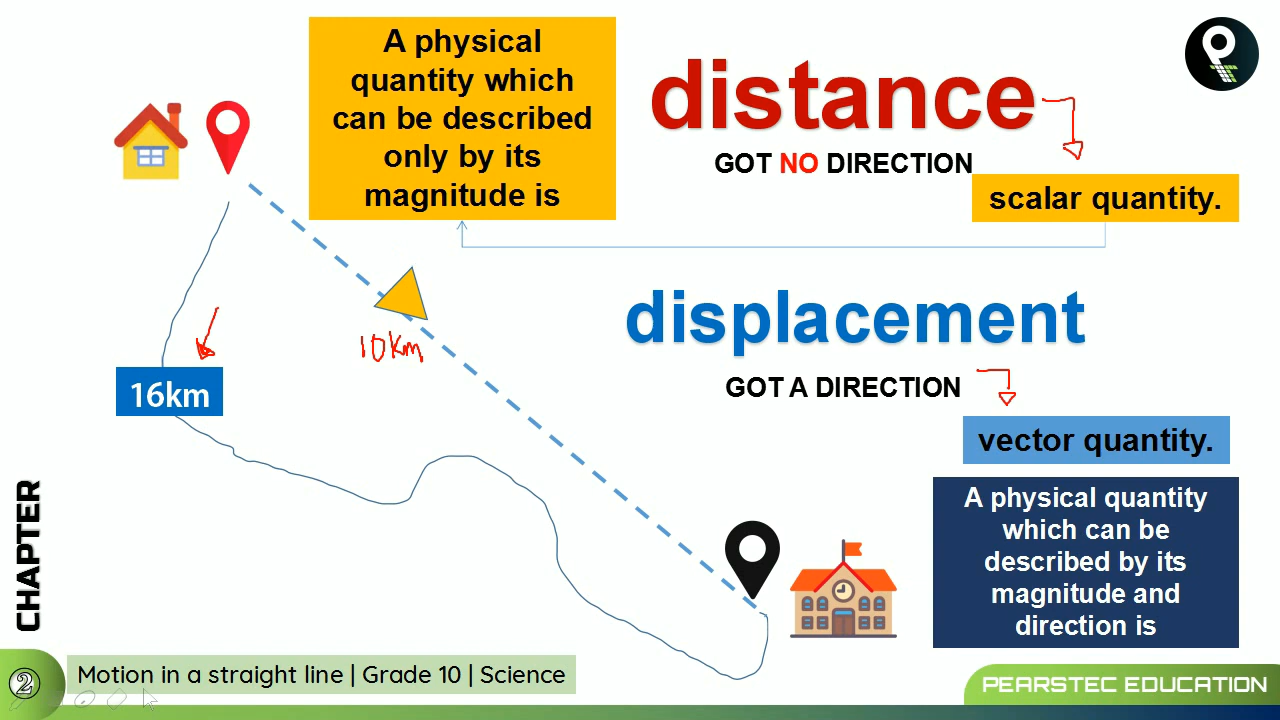 A physical
quantity which
can be described
only by its
magnitude is
distance
GOT NO DIRECTION
scalar quantity.
displacement
GOT A DIRECTION
vector quantity.
A physical quantity
which can be
described by its
magnitude and
direction is
10km
16km
CHAPTER
2
Motion in a straight line | Grade 10 | Science
PEARSTEC EDUCATION